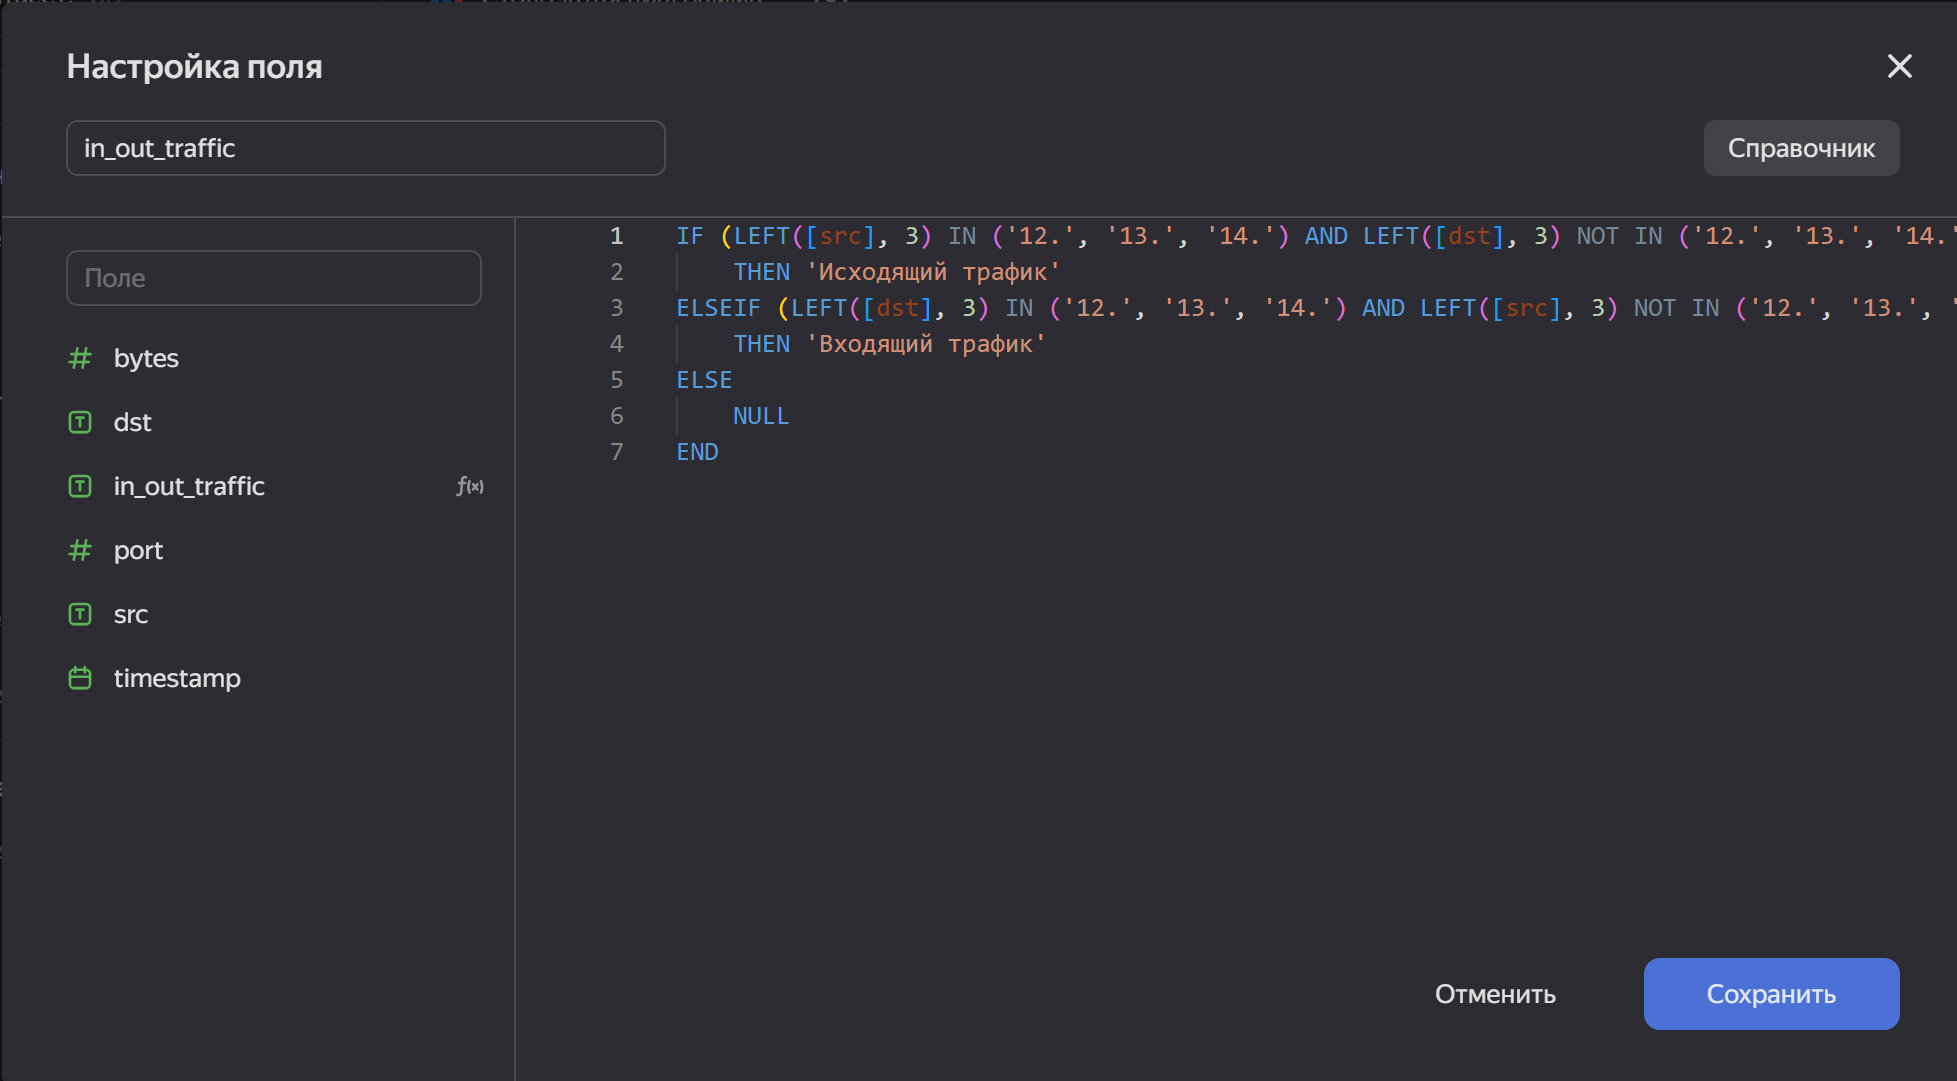 Настройка поля
in_out_traffic
Справочник
Поле
bytes
dst
in_out_traffic f(x)
port
src
timestamp
1 IF (LEFT([src], 3) IN ('12.', '13.', '14.') AND LEFT([dst], 3) NOT IN ('12.', '13.', '14.'
2 THEN 'Исходящий трафик'
3 ELSEIF (LEFT([dst], 3) IN ('12.', '13.', '14.') AND LEFT([src], 3) NOT IN ('12.', '13.', '
4 THEN 'Входящий трафик'
5 ELSE
6 NULL
7 END
Отменить
Сохранить